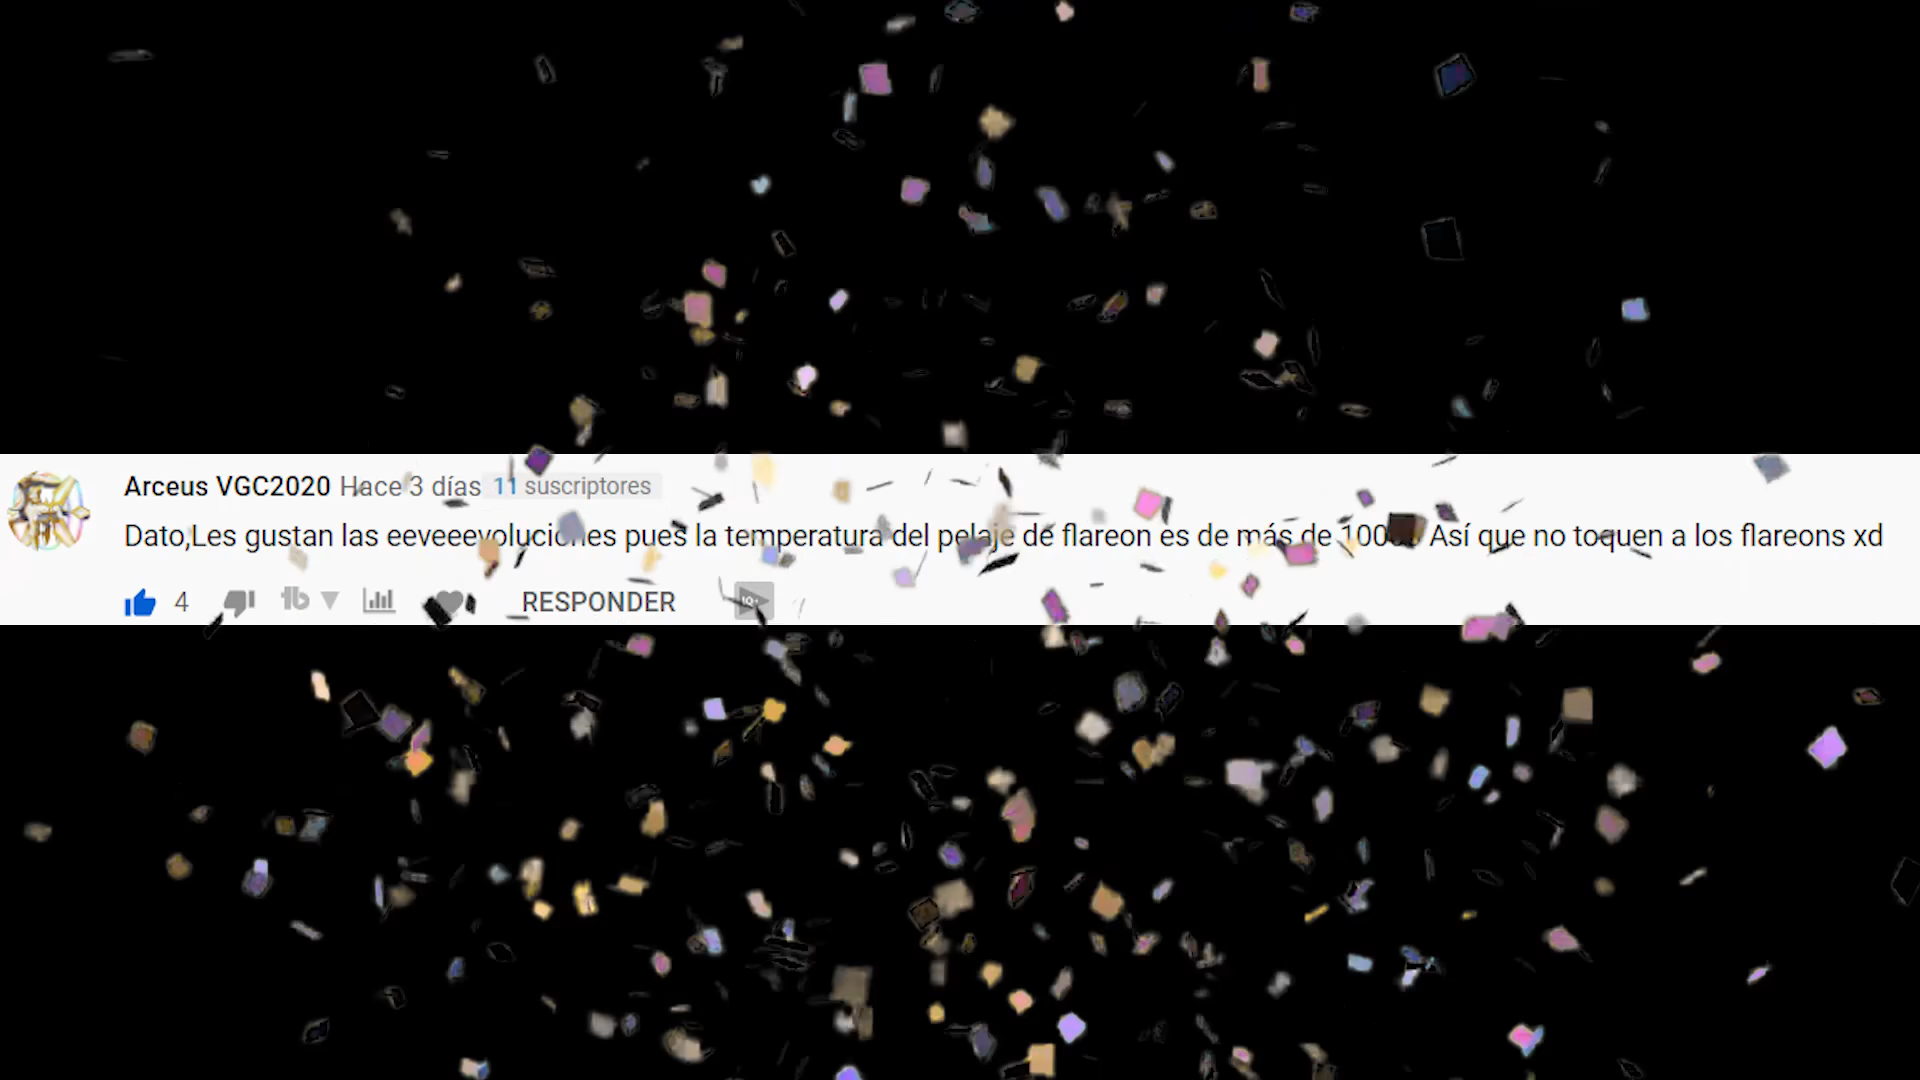 Arceus VGC2020 Hace 3 días 11 suscriptores
Dato,Les gustan las eeveeevoluciones pues la temperatura del pelaje de flareon es de más de Así que no toquen a los flareons xd
4 RESPONDER